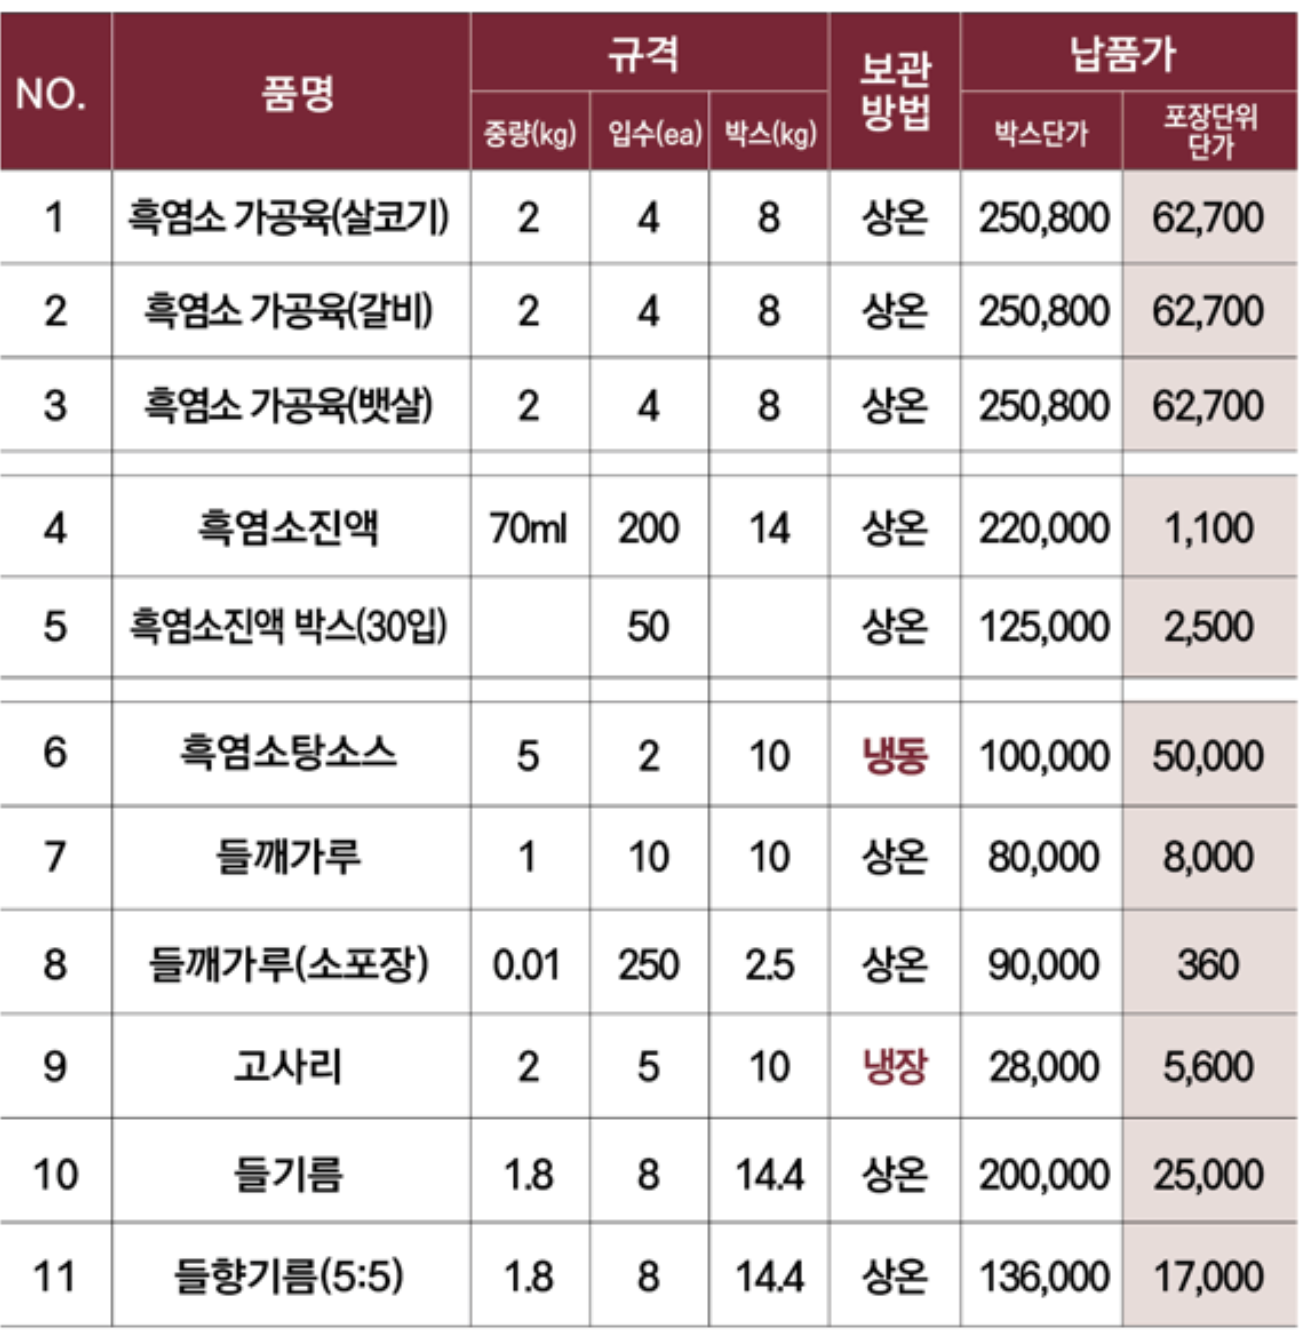 NO. 품명 규격 보관방법 납품가
중량(kg) 입수(ea) 박스(kg) 박스단가 포장단위 단가
1 흑염소 가공육(살코기) 2 4 8 상온 250,800 62,700
2 흑염소 가공육(갈비) 2 4 8 상온 250,800 62,700
3 흑염소 가공육(뱃살) 2 4 8 상온 250,800 62,700
4 흑염소진액 70ml 200 14 상온 220,000 1,100
5 흑염소진액 박스(30입) 50 상온 125,000 2,500
6 흑염소탕소스 5 2 10 냉동 100,000 50,000
7 들깨가루 1 10 10 상온 80,000 8,000
8 들깨가루(소포장) 0.01 250 2.5 상온 90,000 360
9 고사리 2 5 10 냉장 28,000 5,600
10 들기름 1.8 8 14.4 상온 200,000 25,000
11 들향기름(5:5) 1.8 8 14.4 상온 136,000 17,000